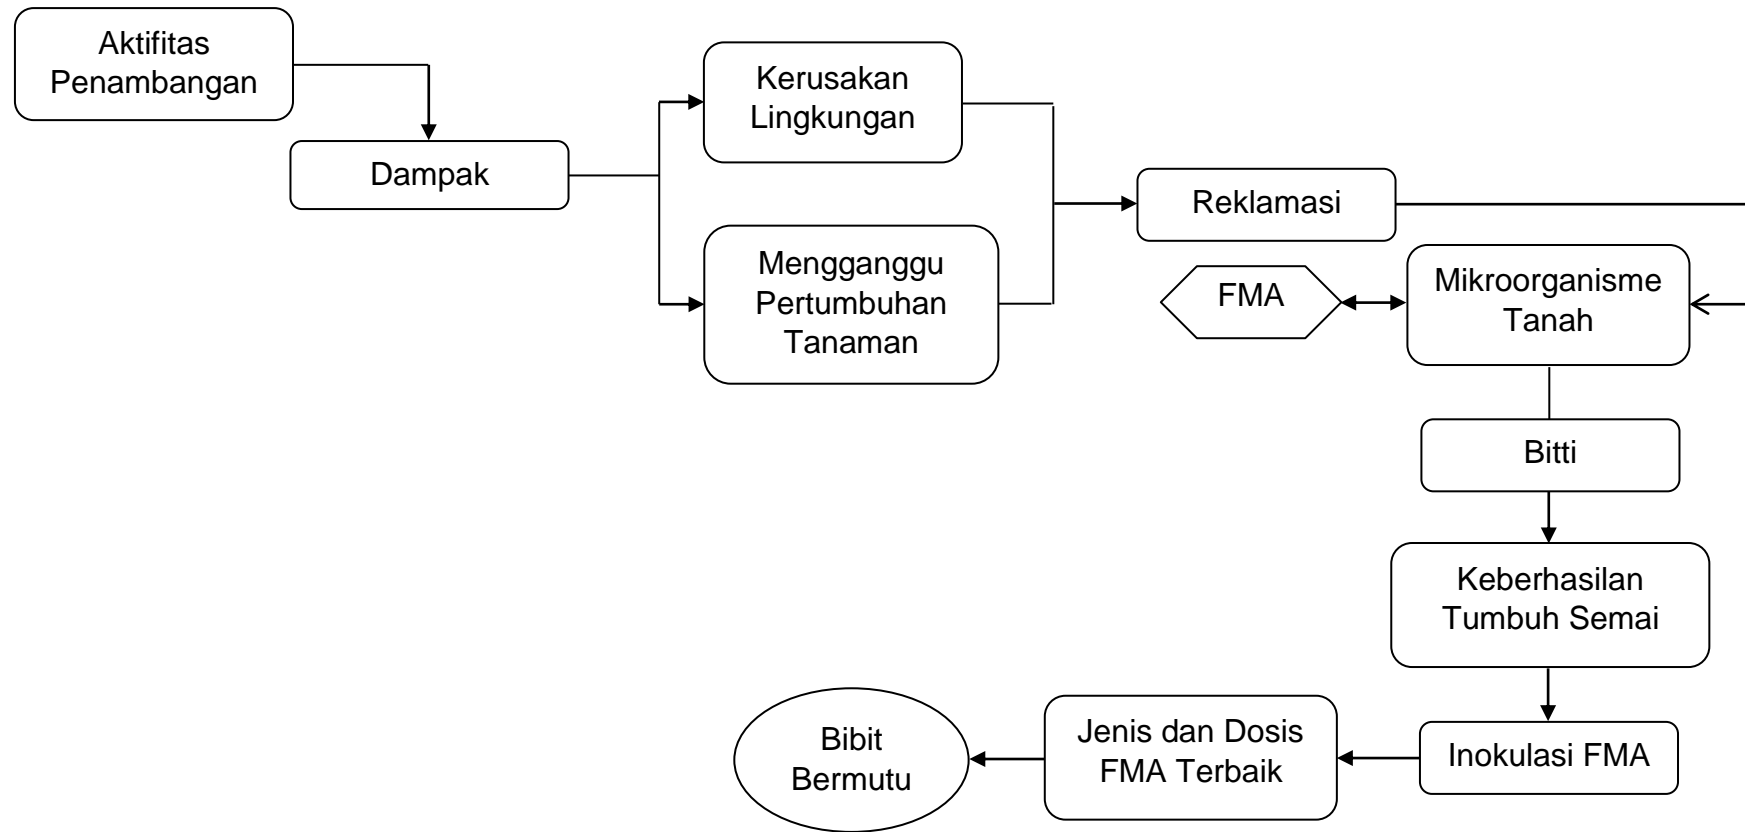 Aktifitas
Penambangan
Dampak
Kerusakan
Lingkungan
Mengganggu
Pertumbuhan
Tanaman
Reklamasi
FMA
Mikroorganisme
Tanah
Bitti
Keberhasilan
Tumbuh Semai
Inokulasi FMA
Jenis dan Dosis
FMA Terbaik
Bibit
Bermutu